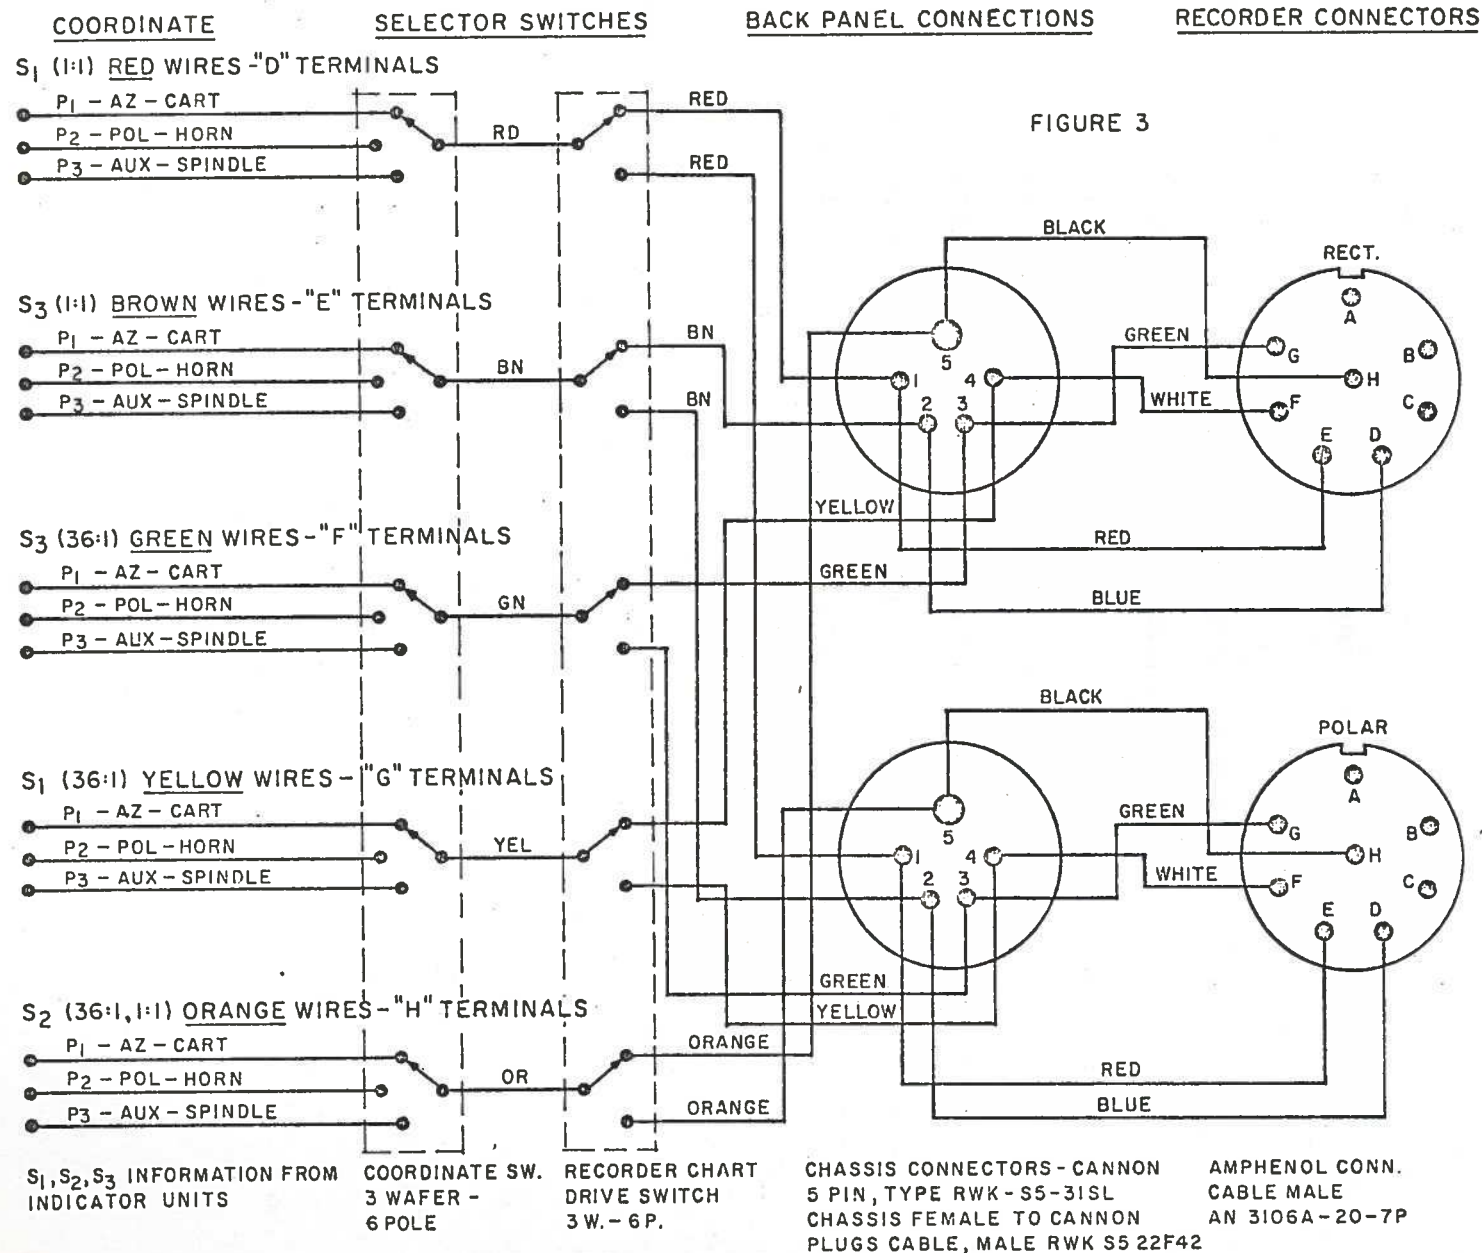 COORDINATE
SELECTOR SWITCHES
BACK PANEL CONNECTIONS
RECORDER CONNECTORS
S1 (1:1) RED WIRES-"D" TERMINALS
P1 - AZ - CART
P2 - POL - HORN
P3 - AUX - SPINDLE
RD
RED
RED
FIGURE 3
S3 (1:1) BROWN WIRES-"E" TERMINALS
P1 - AZ - CART
P2 - POL - HORN
P3 - AUX - SPINDLE
BN
BN
BN
S3 (36:1) GREEN WIRES-"F" TERMINALS
P1 - AZ - CART
P2 - POL - HORN
P3 - AUX - SPINDLE
GN
YELLOW
GREEN
BLACK
5
1
4
2
3
GREEN
WHITE
RED
BLUE
RECT.
A
G
B
H
F
C
E
D
S1 (36:1) YELLOW WIRES-"G" TERMINALS
P1 - AZ - CART
P2 - POL - HORN
P3 - AUX - SPINDLE
YEL
S2 (36:1,1:1) ORANGE WIRES-"H" TERMINALS
P1 - AZ - CART
P2 - POL - HORN
P3 - AUX - SPINDLE
OR
ORANGE
ORANGE
BLACK
5
1
4
2
3
GREEN
WHITE
GREEN
YELLOW
RED
BLUE
POLAR
A
G
B
H
F
C
E
D
S1,S2,S3 INFORMATION FROM
INDICATOR UNITS
COORDINATE SW.
3 WAFER -
6 POLE
RECORDER CHART
DRIVE SWITCH
3 W.- 6 P.
CHASSIS CONNECTORS - CANNON
5 PIN, TYPE RWK - S5-31SL
CHASSIS FEMALE TO CANNON
PLUGS CABLE, MALE RWK S5 22F42
AMPHENOL CONN.
CABLE MALE
AN 3106A-20-7P